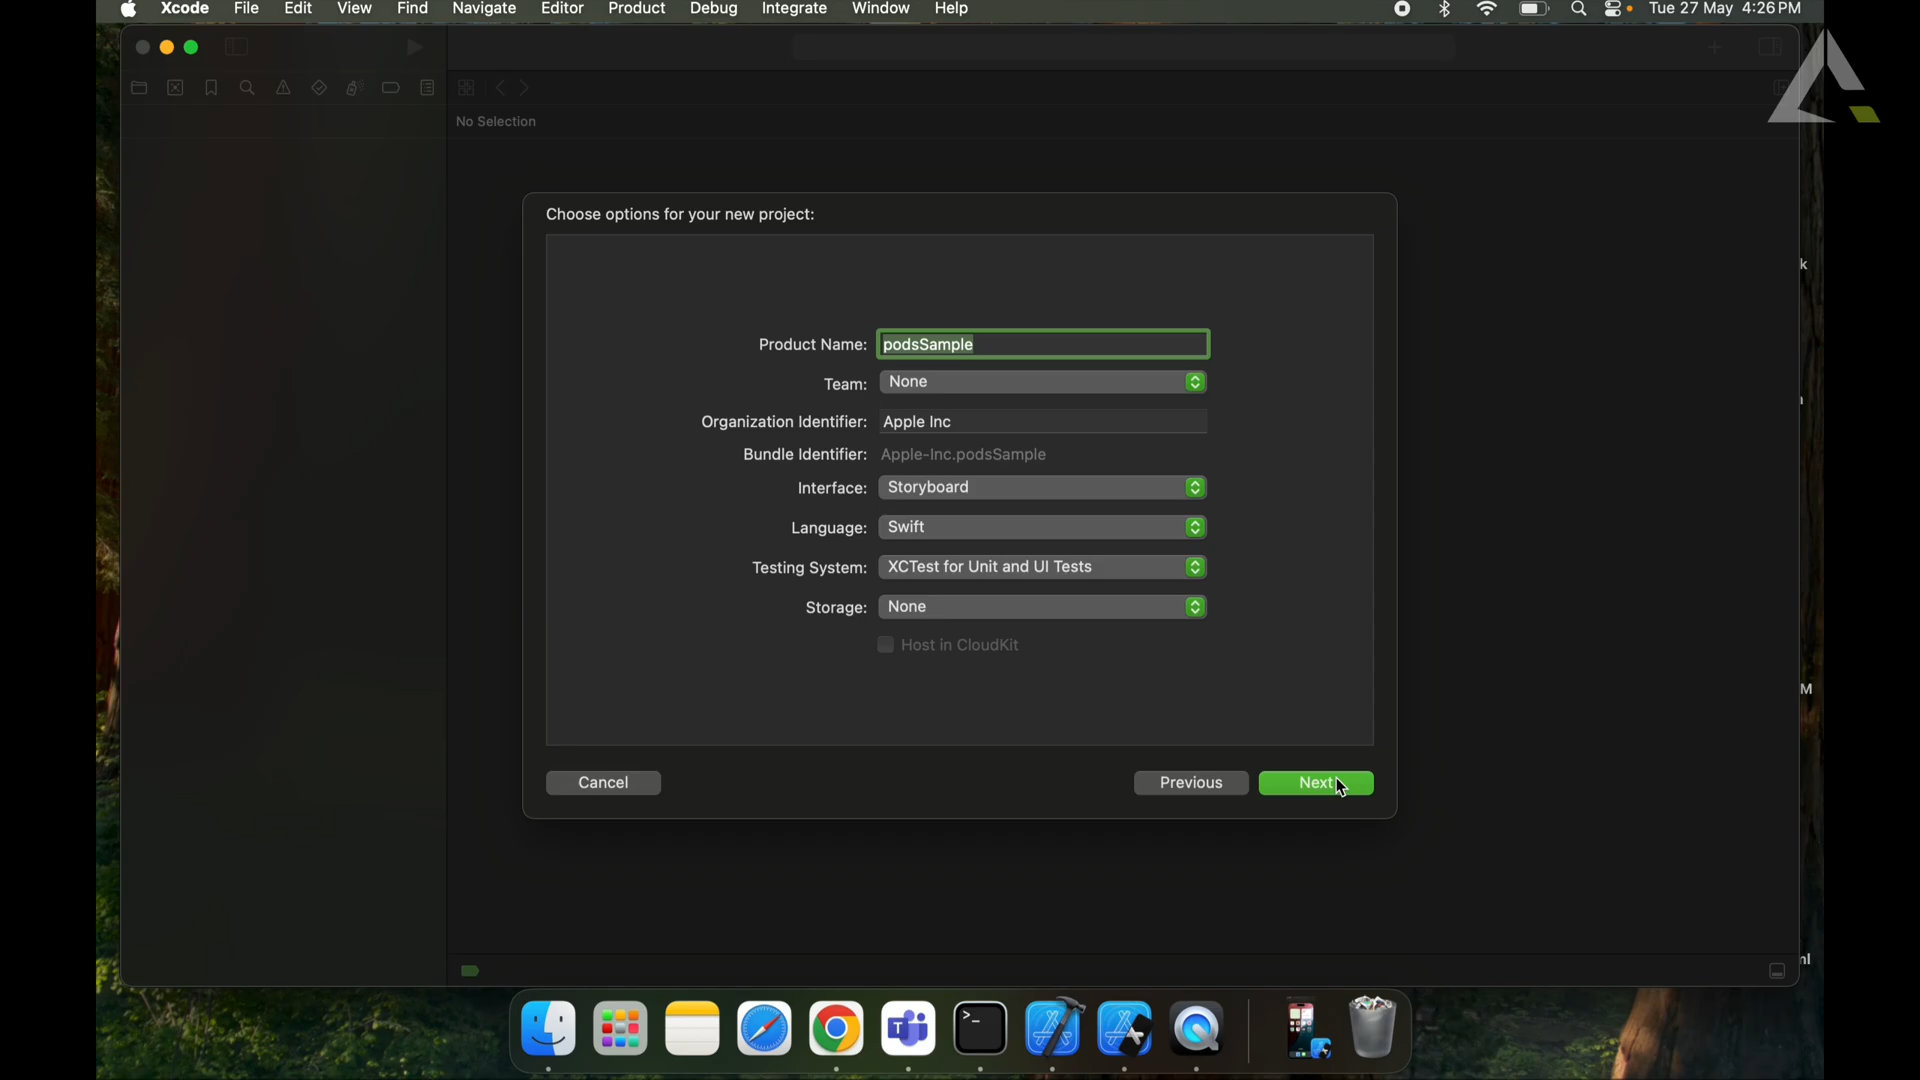 Xcode File Edit View Find Navigate Editor Product Debug Integrate Window Help Tue 27 May 4:26 PM
No Selection
k
Choose options for your new project:
Product Name: podsSample
Team: None
Organization Identifier: Apple Inc
Bundle Identifier: Apple-Inc.podsSample
Interface: Storyboard
Language: Swift
Testing System: XCTest for Unit and UI Tests
Storage: None
Host in CloudKit
M
Cancel Previous Next